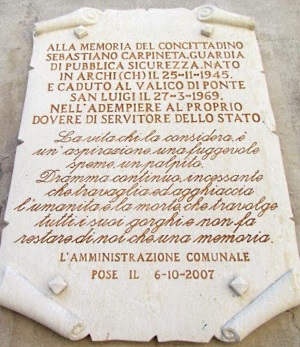 ALLA MEMORIA DEL CONCITTADINO
SEBASTIANO CARPINETA, GUARDIA
DI PUBBLICA SICUREZZA, NATO
IN ARCHI (CH) IL 25-11-1945,
E CADUTO AL VALICO DI PONTE
SAN LUIGI IL 27-3-1969,
NELL'ADEMPIERE AL PROPRIO
DOVERE DI SERVITORE DELLO STATO.
La vita, chi la considera, è
un'aspirazione, una fuggevole
speme, un palpito.
Dramma continuo, incessante
che travaglia ed agghiaccia
l'umanità, è la morte, che travolge
tutti i suoi gorghi e non fa
restare di noi che una memoria.
L'AMMINISTRAZIONE COMUNALE
POSE IL 6-10-2007